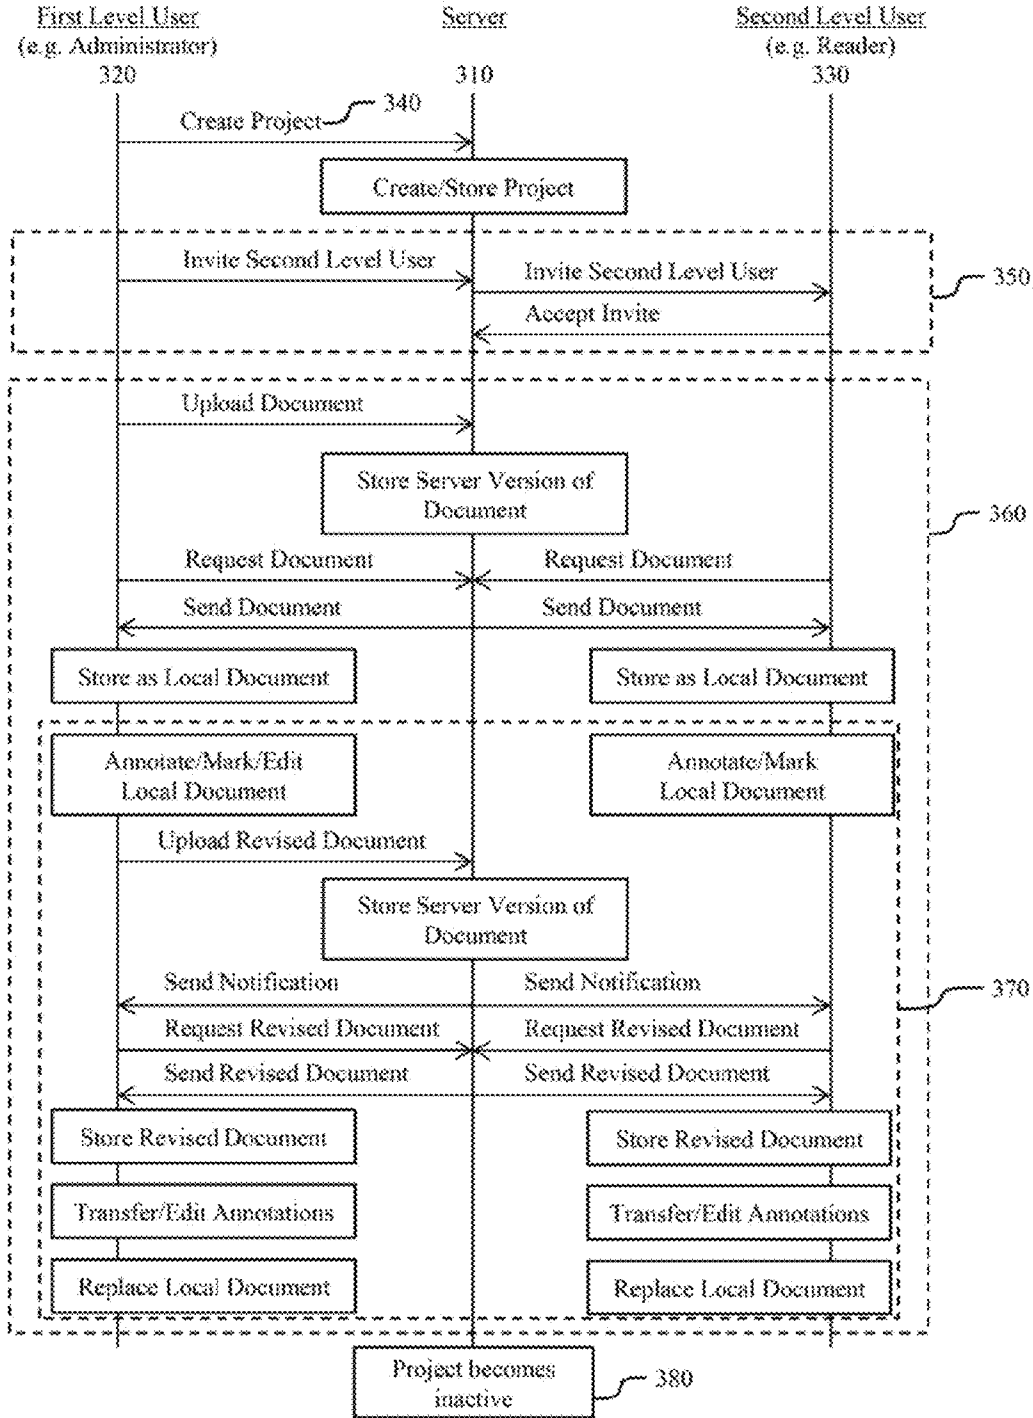 First Level User
(e.g. Administrator)
320
Server
310
Second Level User
(e.g. Reader)
330
Create Project
340
Create/Store Project
Invite Second Level User
Invite Second Level User
Accept Invite
350
Upload Document
Store Server Version of
Document
360
Request Document
Request Document
Send Document
Send Document
Store as Local Document
Store as Local Document
Annotate/Mark/Edit
Local Document
Annotate/Mark
Local Document
Upload Revised Document
Store Server Version of
Document
Send Notification
Send Notification
370
Request Revised Document
Request Revised Document
Send Revised Document
Send Revised Document
Store Revised Document
Store Revised Document
Transfer/Edit Annotations
Transfer/Edit Annotations
Replace Local Document
Replace Local Document
Project becomes
inactive
380